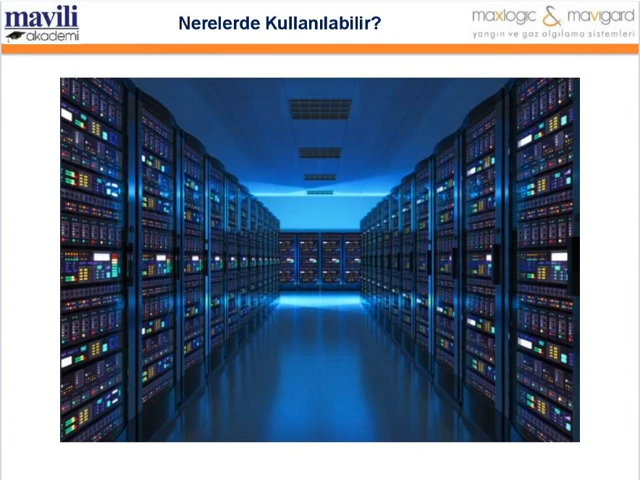 mavili
akademi
Nerelerde Kullanılabilir?
maxlogic & mavigard
yangın ve gaz algılama sistemleri